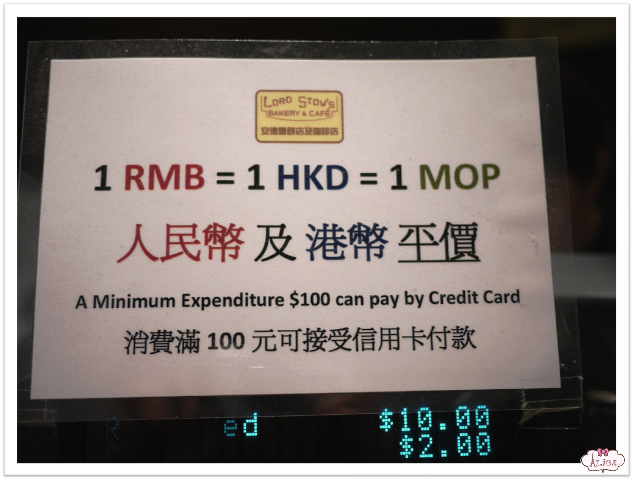 LORD STOW'S
BAKERY & CAFÉ
安德魯餅店及咖啡店
1 RMB = 1 HKD = 1 MOP
人民幣 及 港幣 平價
A Minimum Expenditure $100 can pay by Credit Card
消費滿 100 元可接受信用卡付款
ed $10.00
$2.00